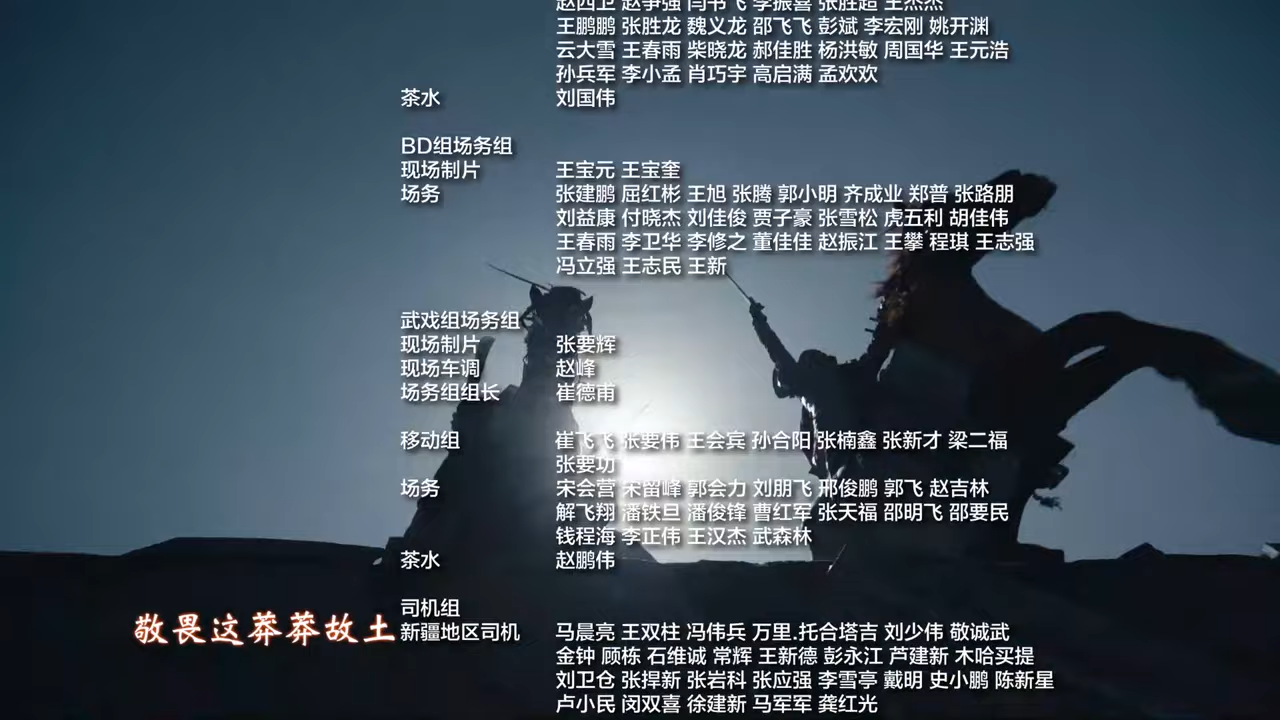 赵四卫 赵争强 闫书飞 李振喜 张胜超 王杰杰
王鹏鹏 张胜龙 魏义龙 邵飞飞 彭斌 李宏刚 姚开渊
云大雪 王春雨 柴晓龙 郝佳胜 杨洪敏 周国华 王元浩
孙兵军 李小孟 肖巧宇 高启满 孟欢欢
茶水 刘国伟
BD组场务组
现场制片 王宝元 王宝奎
场务 张建鹏 屈红彬 王旭 张腾 郭小明 齐成业 郑普 张路朋
刘益康 付晓杰 刘佳俊 贾子豪 张雪松 虎五利 胡佳伟
王春雨 李卫华 李修之 董佳佳 赵振江 王攀 程琪 王志强
冯立强 王志民 王新
武戏组场务组
现场制片 张要辉
现场车调 赵峰
场务组组长 崔德甫
移动组 崔飞飞 张要伟 王会宾 孙合阳 张楠鑫 张新才 梁二福
张要功
场务 宋会营 宋留峰 郭会力 刘朋飞 邢俊鹏 郭飞 赵吉林
解飞翔 潘铁旦 潘俊锋 曹红军 张天福 邵明飞 邵要民
钱程海 李正伟 王汉杰 武森林
茶水 赵鹏伟
司机组
敬畏这莽莽故土
新疆地区司机 马晨亮 王双柱 冯伟兵 万里.托合塔吉 刘少伟 敬诚武
金钟 顾栋 石维诚 常辉 王新德 彭永江 芦建新 木哈买提
刘卫仓 张捍新 张岩科 张应强 李雪亭 戴明 史小鹏 陈新星
卢小民 闵双喜 徐建新 马军军 龚红光